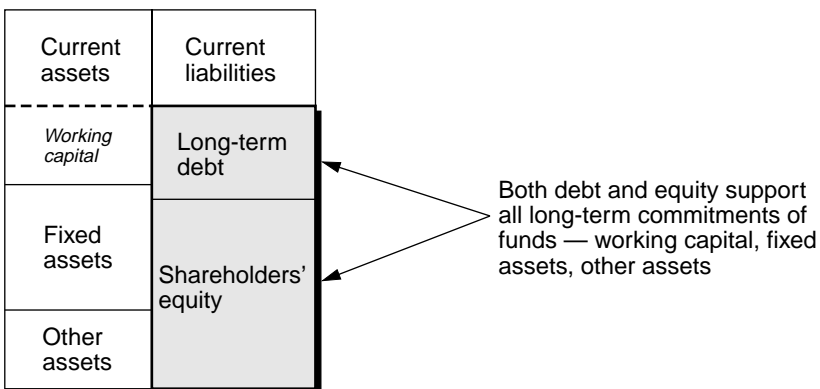 Current
assets
Current
liabilities
Working
capital
Long-term
debt
Fixed
assets
Shareholders'
equity
Other
assets
Both debt and equity support
all long-term commitments of
funds — working capital, fixed
assets, other assets